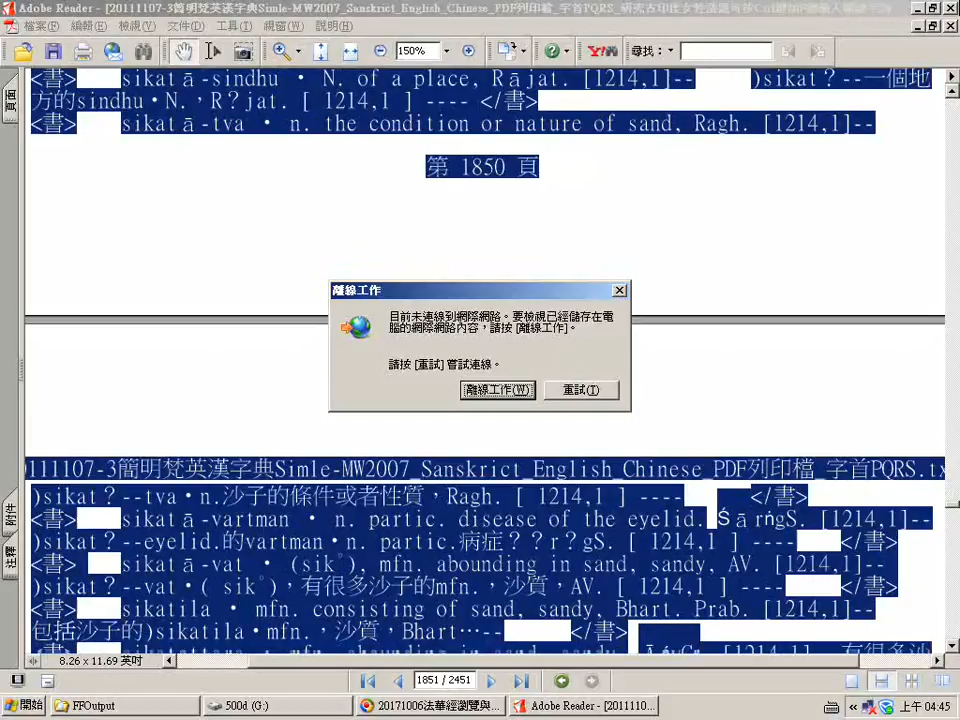 Adobe Reader - [20111107-3簡明梵英漢字典Simle-MW2007_Sanskrict_English_Chinese_PDF列印檔_字首PQRS
檔案(F) 編輯(E) 檢視(V) 文件(D) 工具(T) 視窗(W) 說明(H)
150% 尋找:
頁面
<書> sikatā-sindhu • N. of a place, Rājat. [1214,1]-- )sikat？--一個地
方的sindhu•N.，R？jat. [ 1214,1 ] ---- </書>
<書> sikatā-tva • n. the condition or nature of sand, Ragh. [1214,1]--
第 1850 頁
離線工作
目前未連線到網際網路。要檢視已經儲存在電
腦的網際網路內容，請按 [離線工作]。
請按 [重試] 嘗試連線。
離線工作(W) 重試(T)
111107-3簡明梵英漢字典Simle-MW2007_Sanskrict_English_Chinese_PDF列印檔_字首PQRS.tx
)sikat？--tva•n.沙子的條件或者性質，Ragh. [ 1214,1 ] ---- </書>
<書> sikatā-vartman • n. partic. disease of the eyelid. ŚārṅgS. [1214,1]--
)sikat？--eyelid.的vartman•n. partic.病症？？r？gS. [ 1214,1 ] ---- </書>
<書> sikatā-vat • (sik°), mfn. abounding in sand, sandy, AV. [1214,1]--
)sikat？--vat•( sik°)，有很多沙子的mfn.，沙質，AV. [ 1214,1 ] ---- </書>
<書> sikatila • mfn. consisting of sand, sandy, Bhart. Prab. [1214,1]--
包括沙子的)sikatila•mfn.，沙質，Bhart…-- </書>
附件
註釋
8.26 x 11.69 英吋
1851 / 2451
開始 FFOutput 500d (G:) 20171006法華經瀏覽與... Adobe Reader - [2011110... 上午 04:45